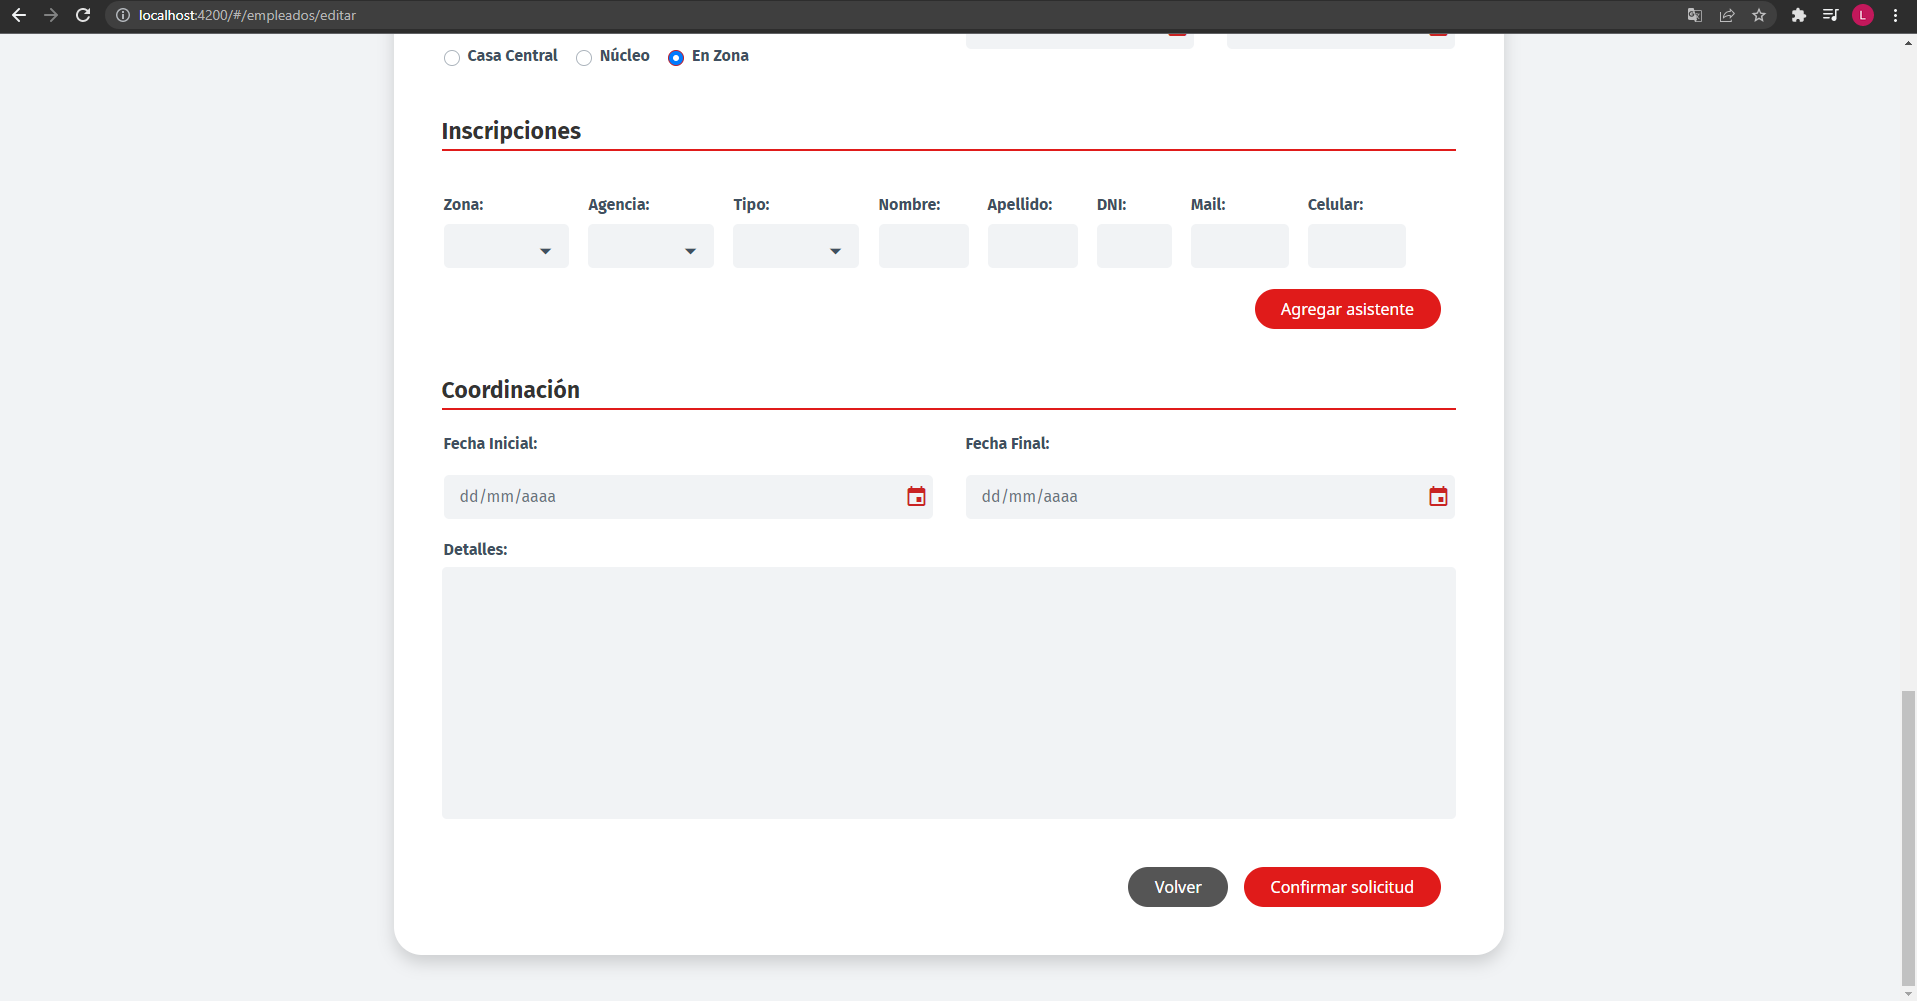 localhost:4200/#/empleados/editar
L
Casa Central Núcleo En Zona
Inscripciones
Zona: Agencia: Tipo: Nombre: Apellido: DNI: Mail: Celular:
Agregar asistente
Coordinación
Fecha Inicial: Fecha Final:
dd/mm/aaaa dd/mm/aaaa
Detalles:
Volver Confirmar solicitud